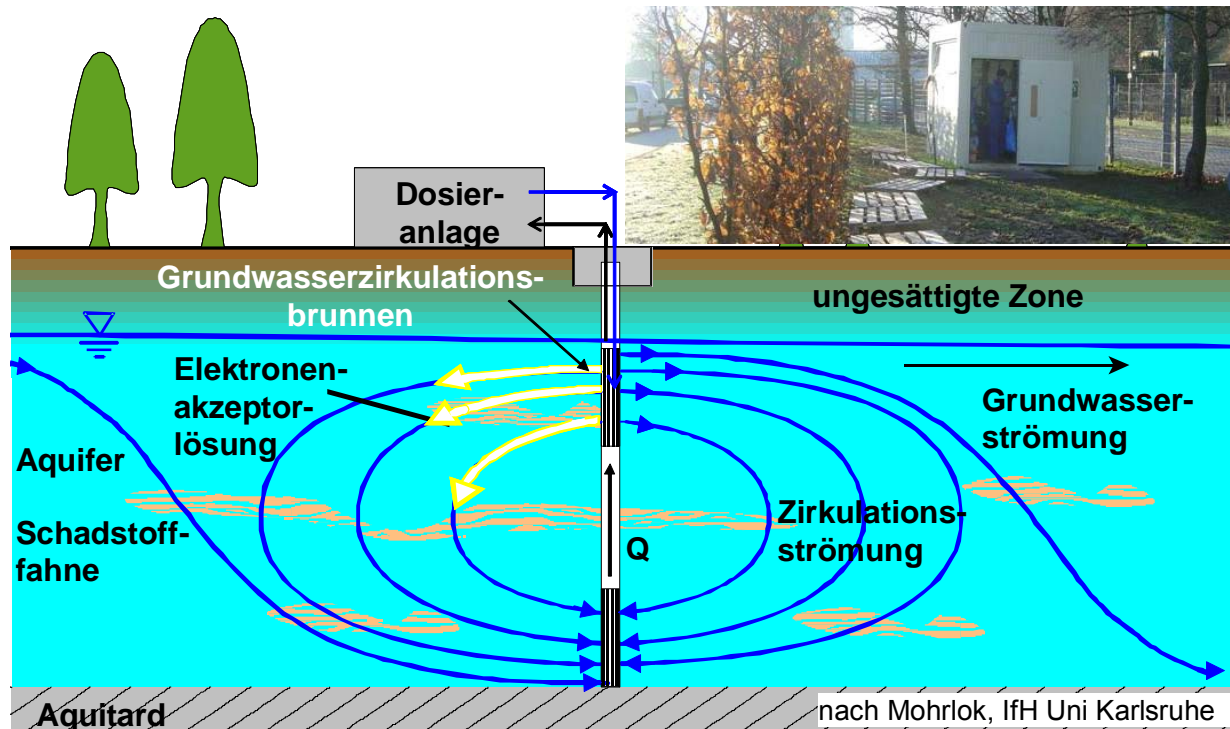 Dosier-
anlage
Grundwasserzirkulations-
brunnen
ungesättigte Zone
Elektronen-
akzeptor-
lösung
Grundwasser-
strömung
Aquifer
Schadstoff-
fahne
Zirkulations-
strömung
Q
Aquitard
nach Mohrlok, IfH Uni Karlsruhe